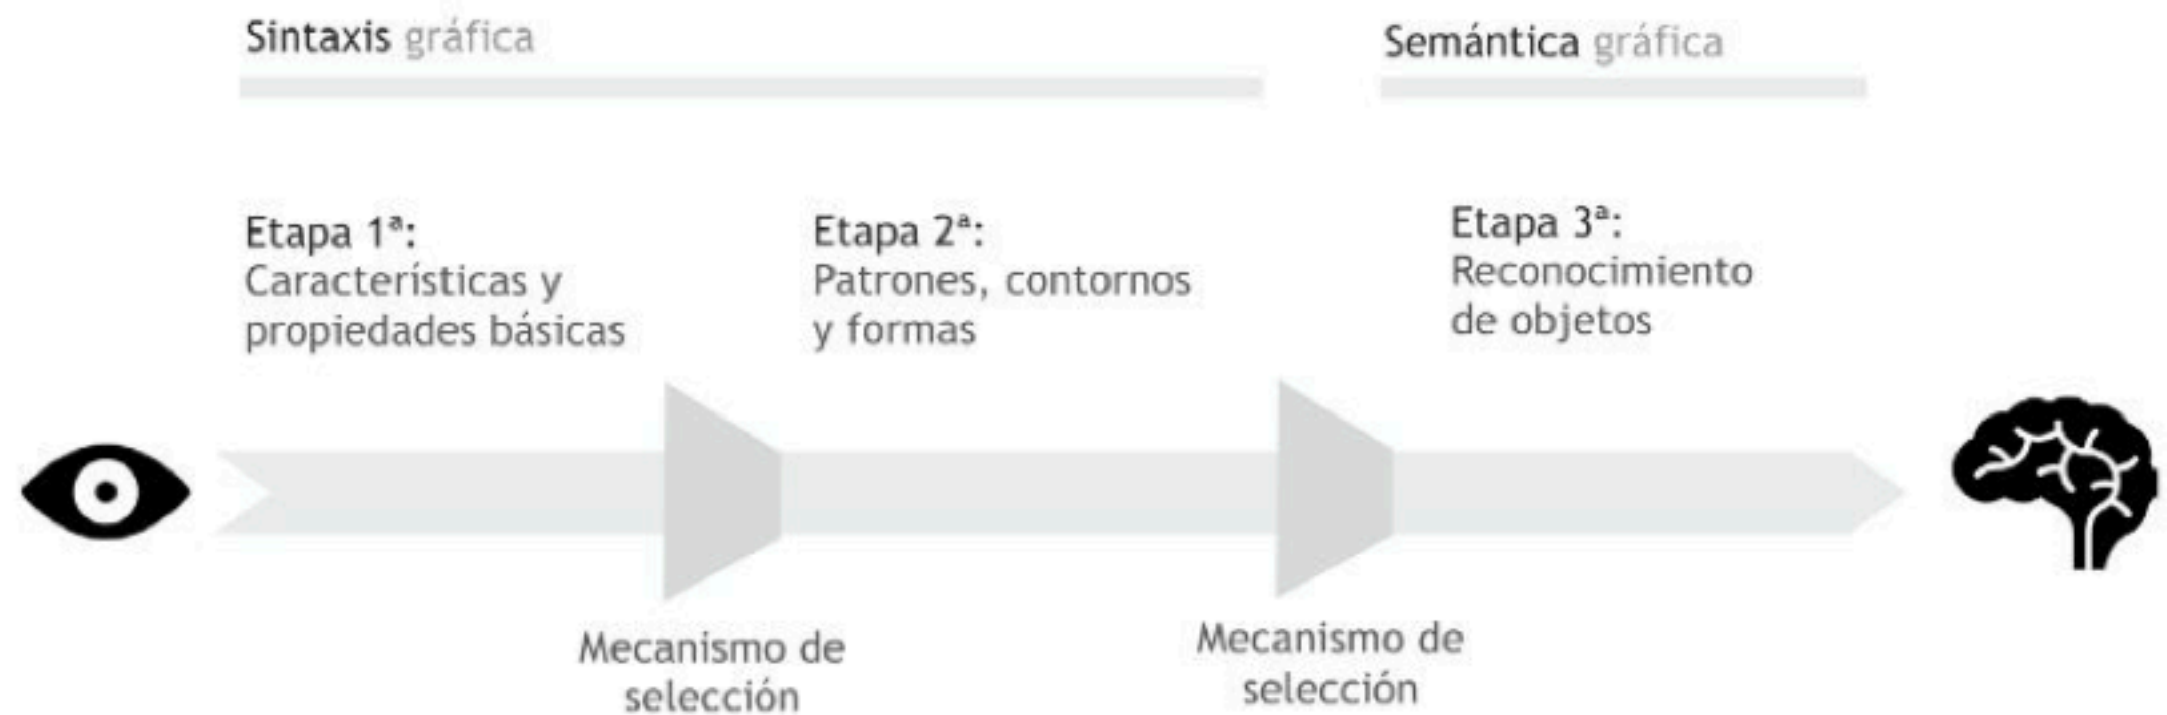 Sintaxis gráfica
Semántica gráfica
Etapa 1ª:
Características y
propiedades básicas
Etapa 2ª:
Patrones, contornos
y formas
Etapa 3ª:
Reconocimiento
de objetos
Mecanismo de
selección
Mecanismo de
selección